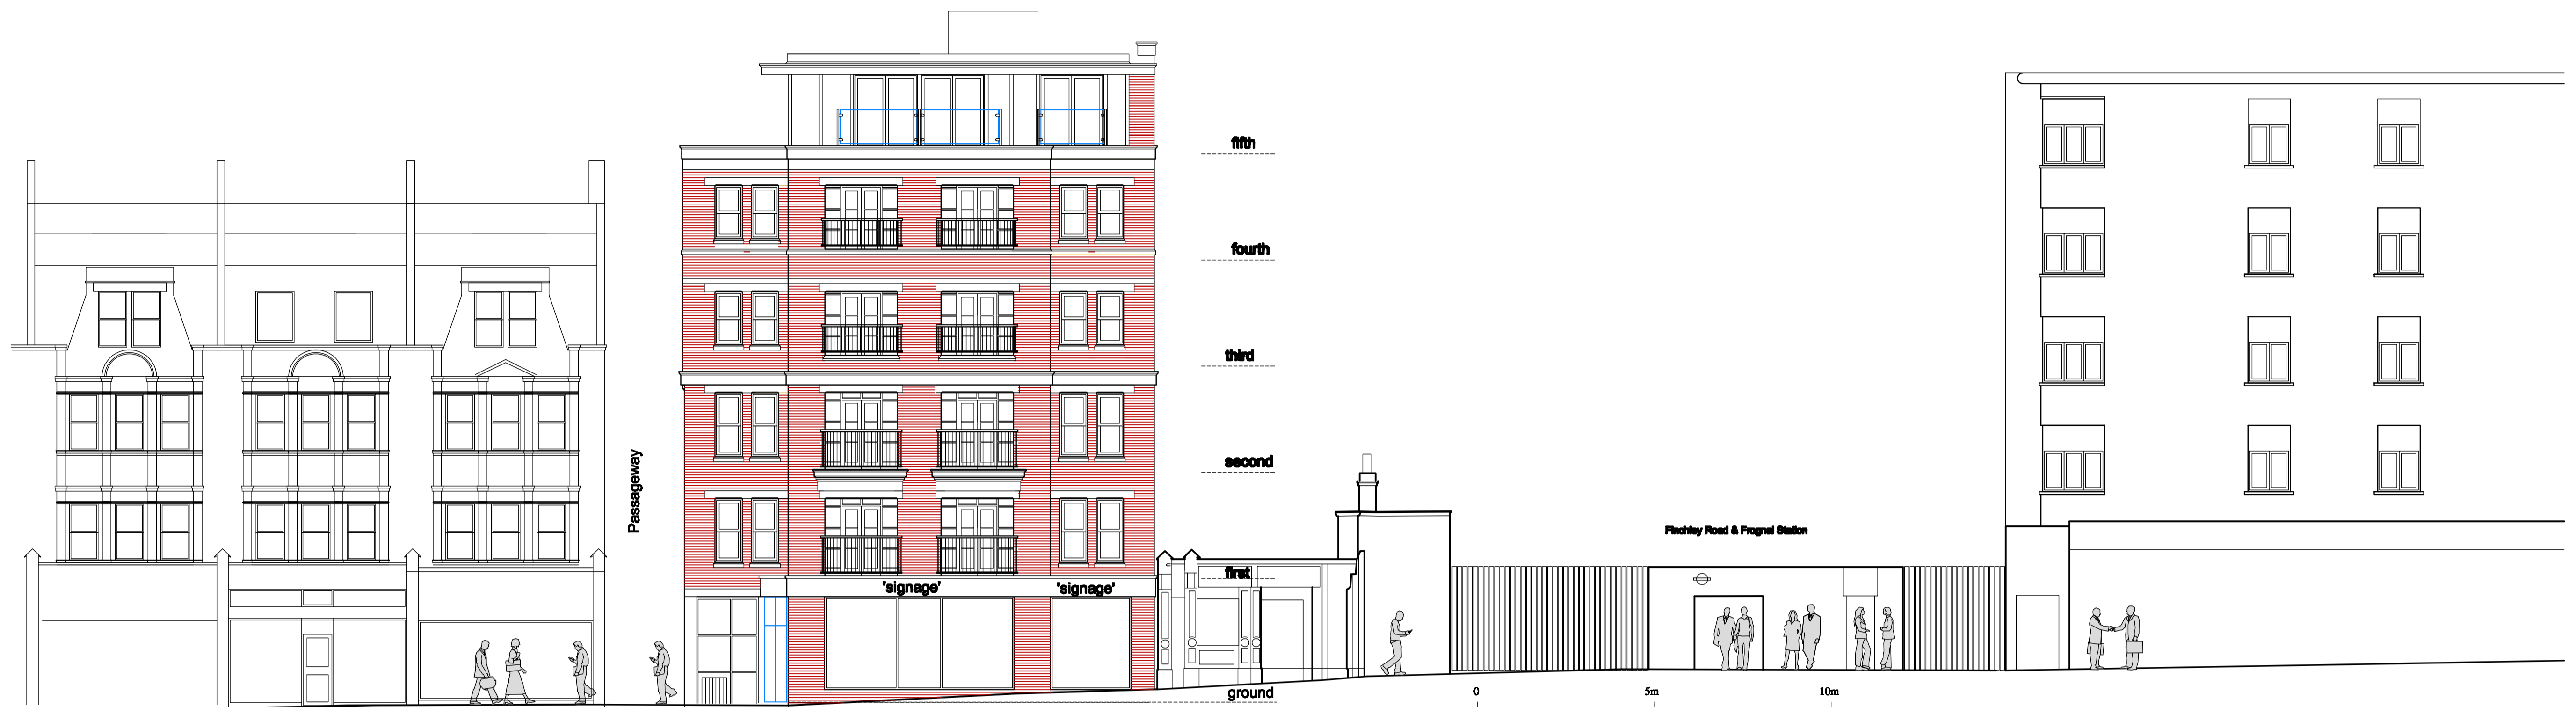 fifth
fourth
third
Passageway
second
Finchley Road & Frognal Station
first
'signage' 'signage'
ground
0 5m 10m